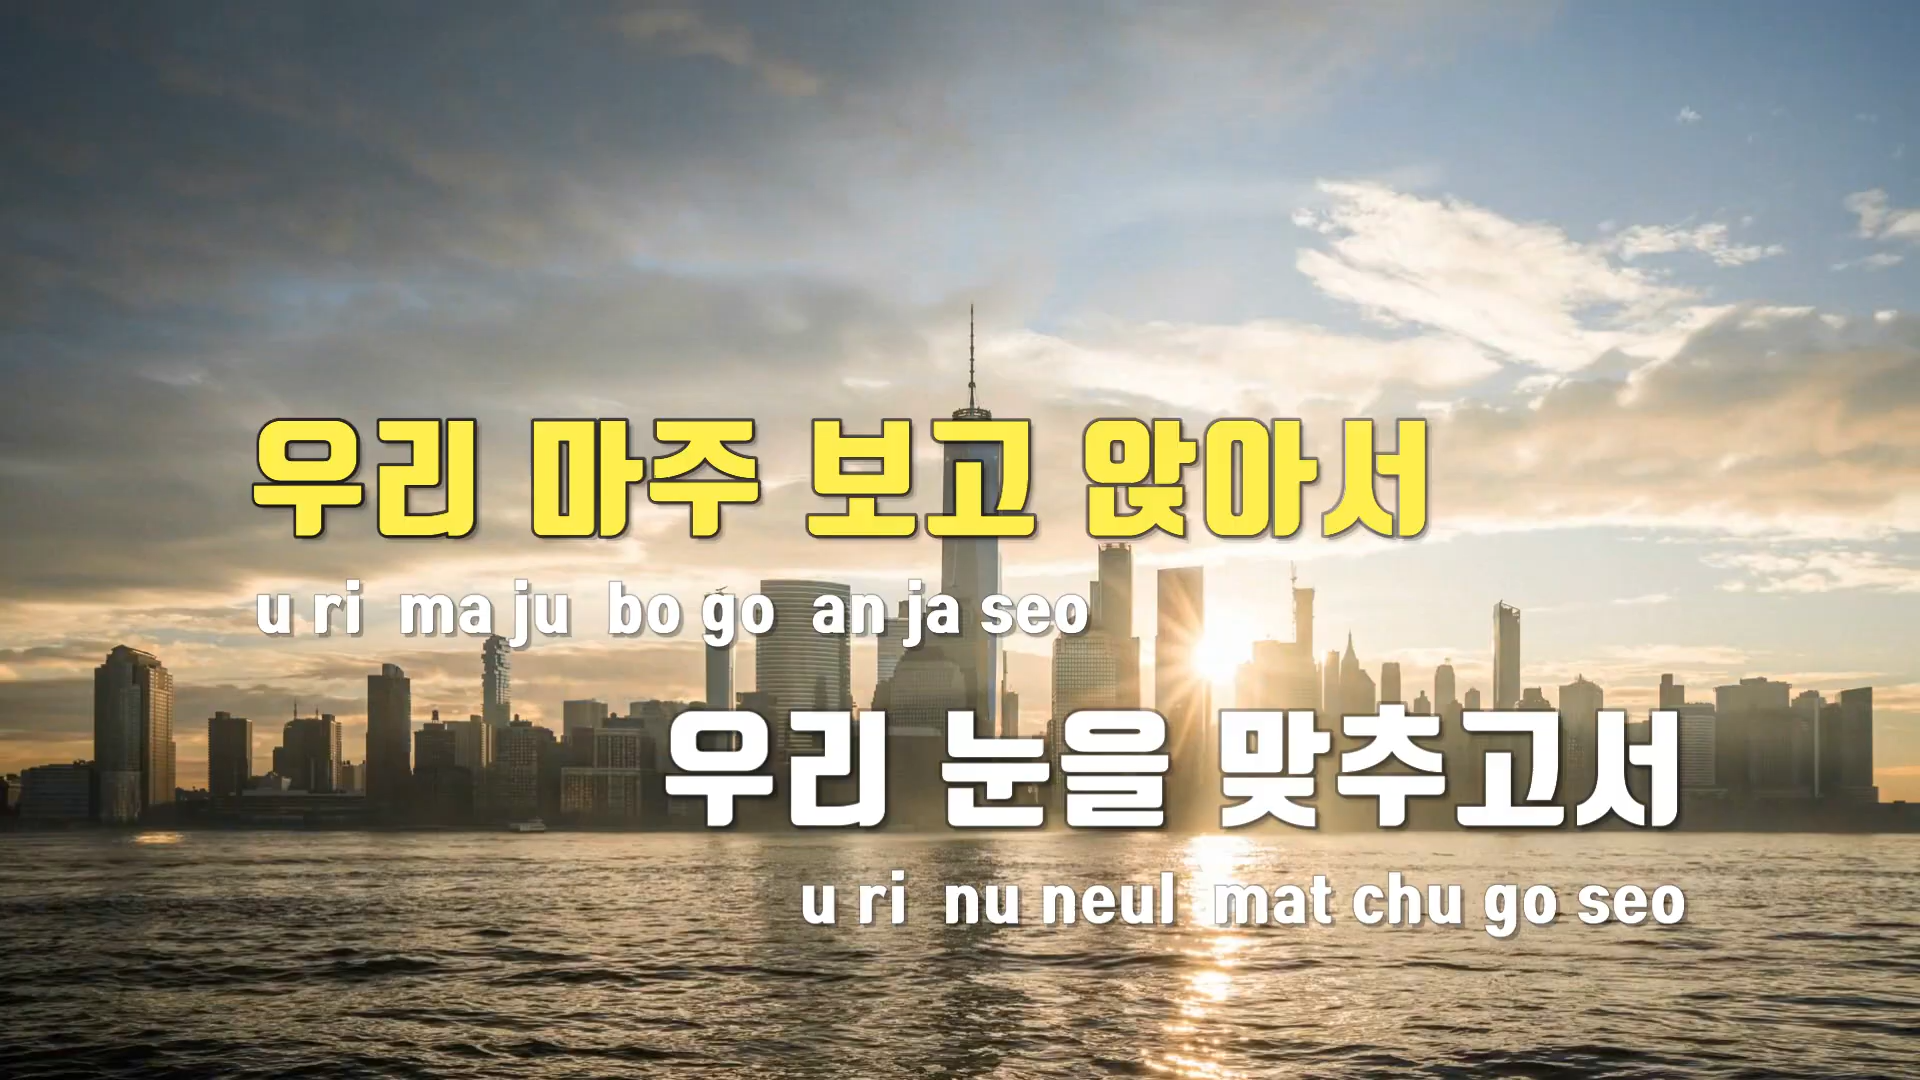 우리 마주 보고 앉아서
u ri ma ju bo go an ja seo
우리 눈을 맞추고서
u ri nu neul mat chu go seo